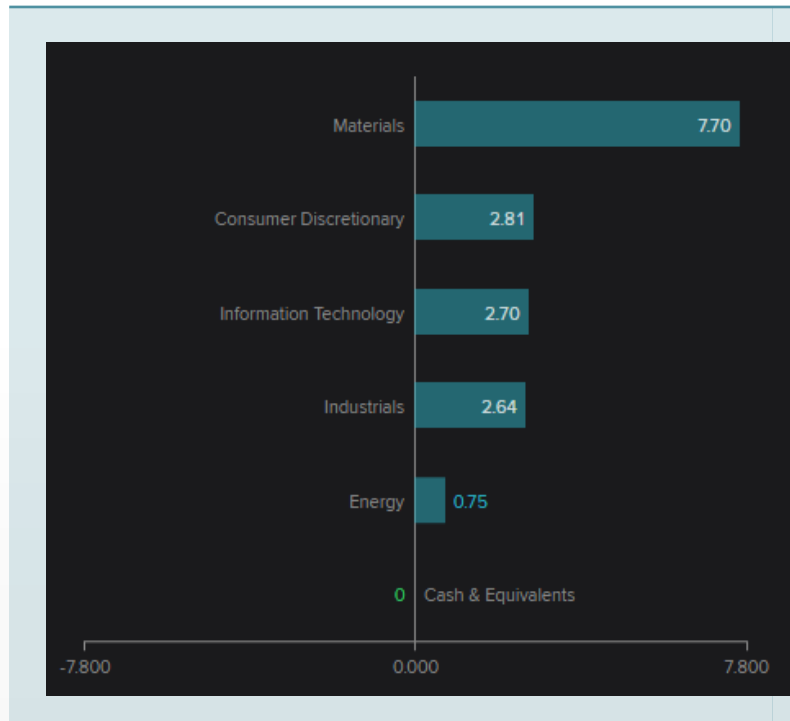 Materials 7.70
Consumer Discretionary 2.81
Information Technology 2.70
Industrials 2.64
Energy 0.75
0 Cash & Equivalents
-7.800 0.000 7.800